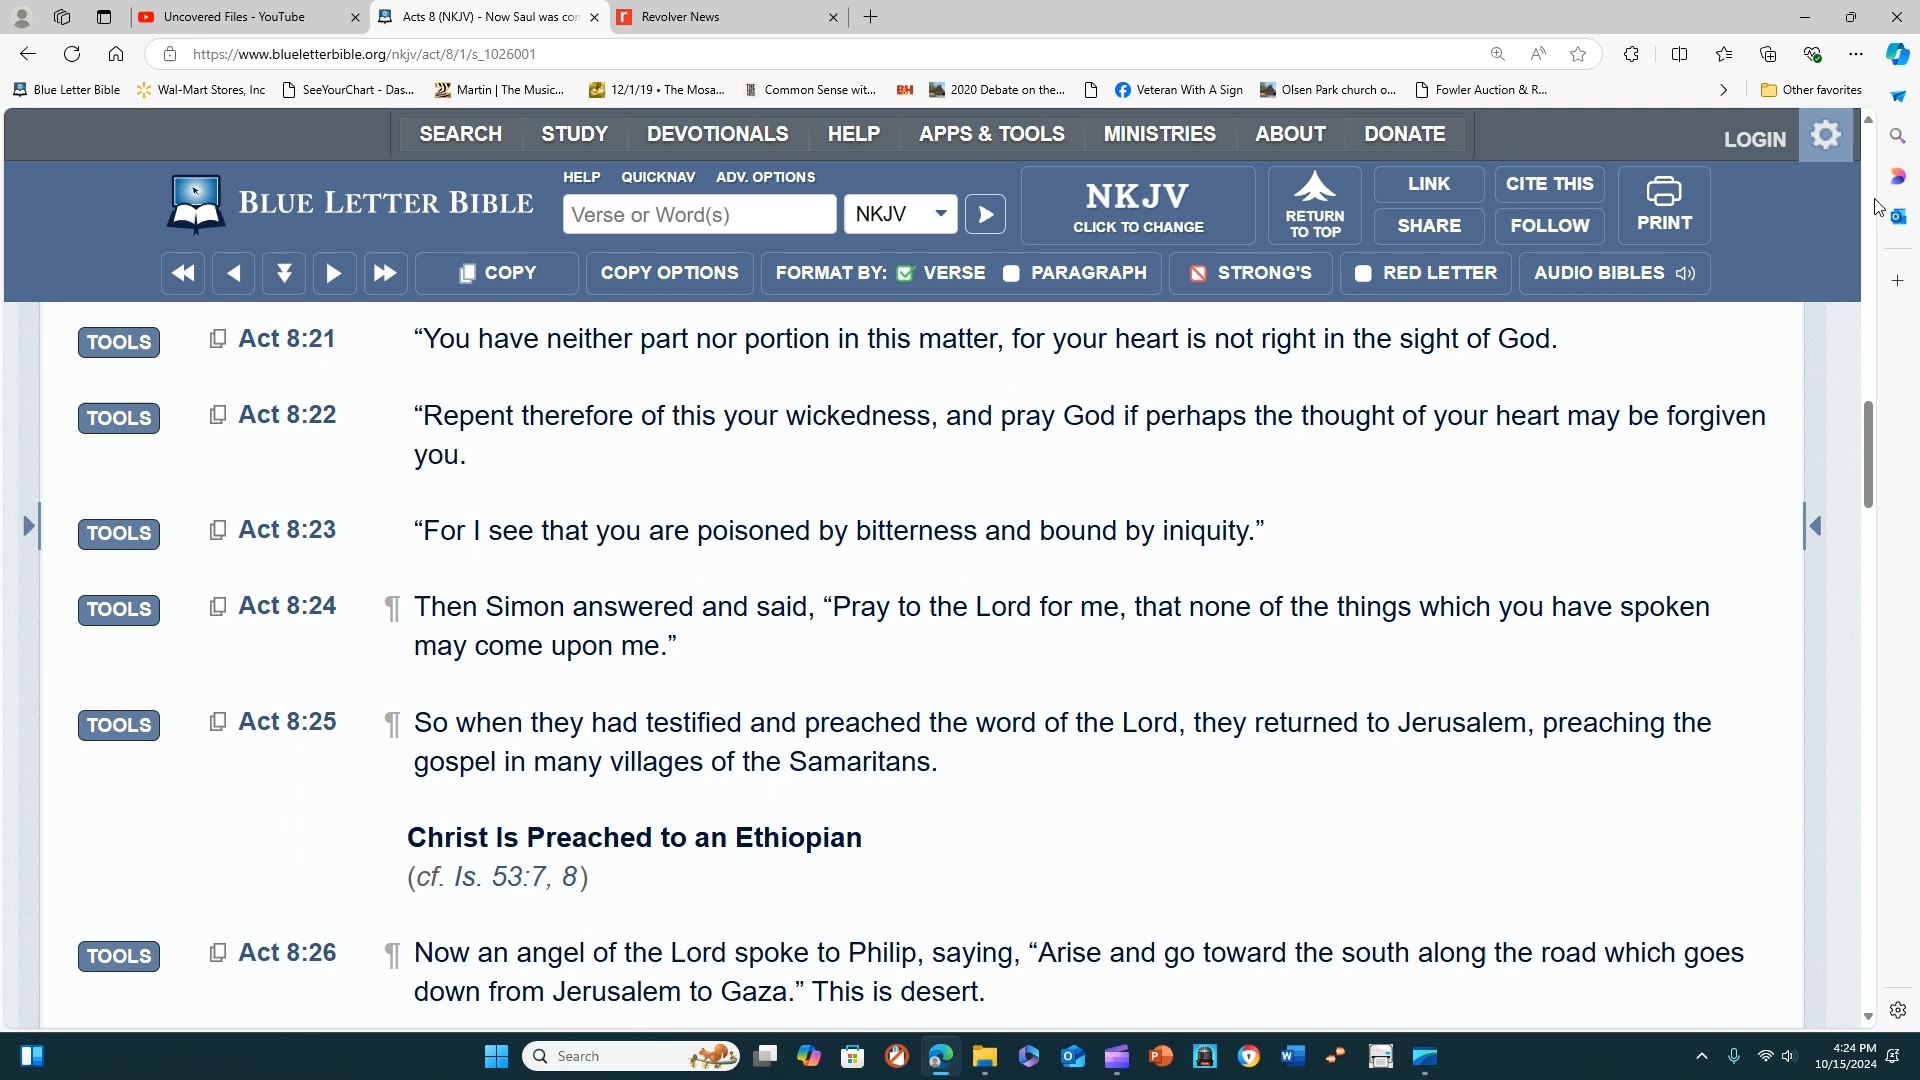 Uncovered Files - YouTube
Acts 8 (NKJV) - Now Saul was con
Revolver News
https://www.blueletterbible.org/nkjv/act/8/1/s_1026001
Blue Letter Bible
Wal-Mart Stores, Inc
SeeYourChart - Das...
Martin | The Music...
12/1/19 • The Mosa...
Common Sense wit...
BH
2020 Debate on the...
Veteran With A Sign
Olsen Park church o...
Fowler Auction & R...
Other favorites
SEARCH STUDY DEVOTIONALS HELP APPS & TOOLS MINISTRIES ABOUT DONATE
LOGIN
BLUE LETTER BIBLE
HELP QUICKNAV ADV. OPTIONS
Verse or Word(s)
NKJV
NKJV
CLICK TO CHANGE
RETURN
TO TOP
LINK
CITE THIS
SHARE
FOLLOW
PRINT
COPY
COPY OPTIONS
FORMAT BY: VERSE PARAGRAPH
STRONG'S
RED LETTER
AUDIO BIBLES
TOOLS Act 8:21 “You have neither part nor portion in this matter, for your heart is not right in the sight of God.
TOOLS Act 8:22 “Repent therefore of this your wickedness, and pray God if perhaps the thought of your heart may be forgiven
you.
TOOLS Act 8:23 “For I see that you are poisoned by bitterness and bound by iniquity.”
TOOLS Act 8:24 ¶ Then Simon answered and said, “Pray to the Lord for me, that none of the things which you have spoken
may come upon me.”
TOOLS Act 8:25 ¶ So when they had testified and preached the word of the Lord, they returned to Jerusalem, preaching the
gospel in many villages of the Samaritans.
Christ Is Preached to an Ethiopian
(cf. Is. 53:7, 8)
TOOLS Act 8:26 ¶ Now an angel of the Lord spoke to Philip, saying, “Arise and go toward the south along the road which goes
down from Jerusalem to Gaza.” This is desert.
Search
4:24 PM
10/15/2024